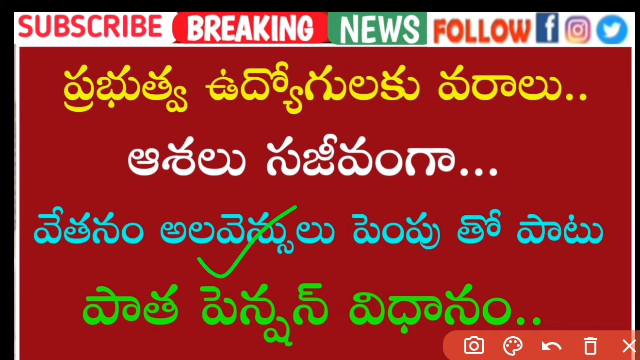 SUBSCRIBE BREAKING NEWS FOLLOW
ప్రభుత్వ ఉద్యోగులకు వరాలు..
ఆశలు సజీవంగా...
వేతనం అలవెన్సులు పెంపు తో పాటు
పాత పెన్షన్ విధానం..